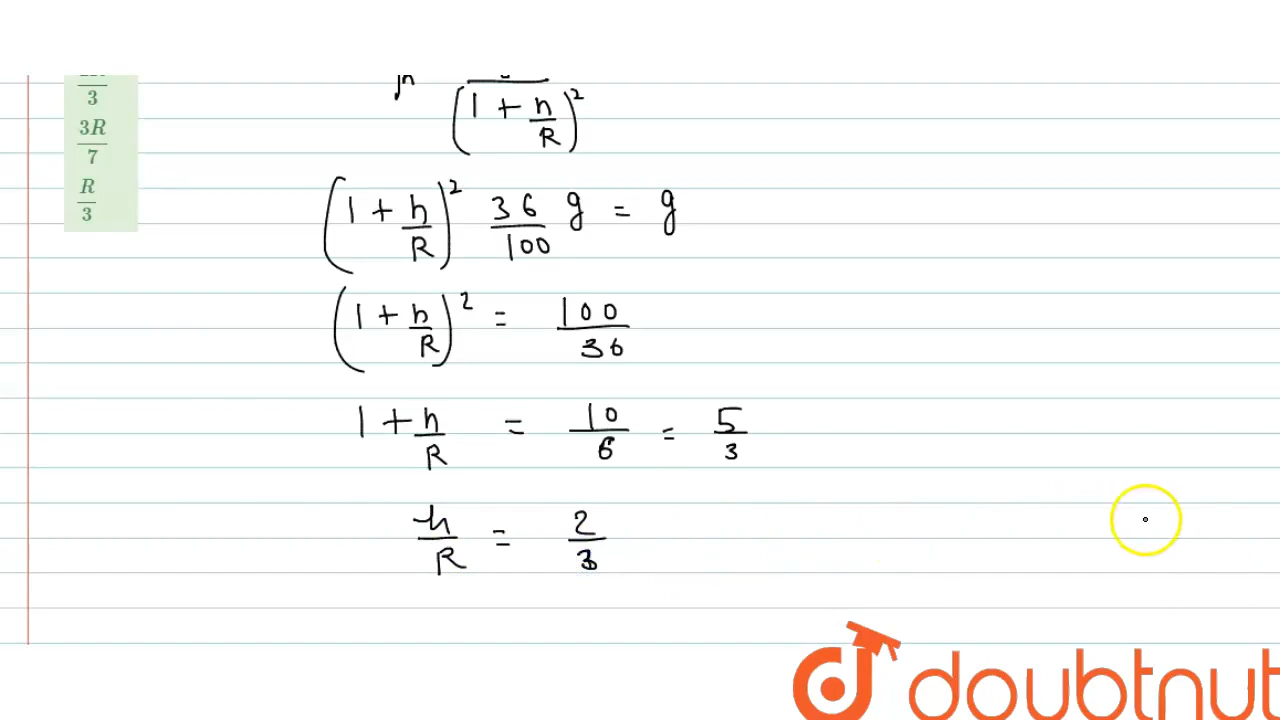 3
3R
7
R
3
(1 + h/R)²
(1 + h/R)² 36/100 g = g
(1 + h/R)² = 100/36
1 + h/R = 10/6 = 5/3
h/R = 2/3
doubtnut